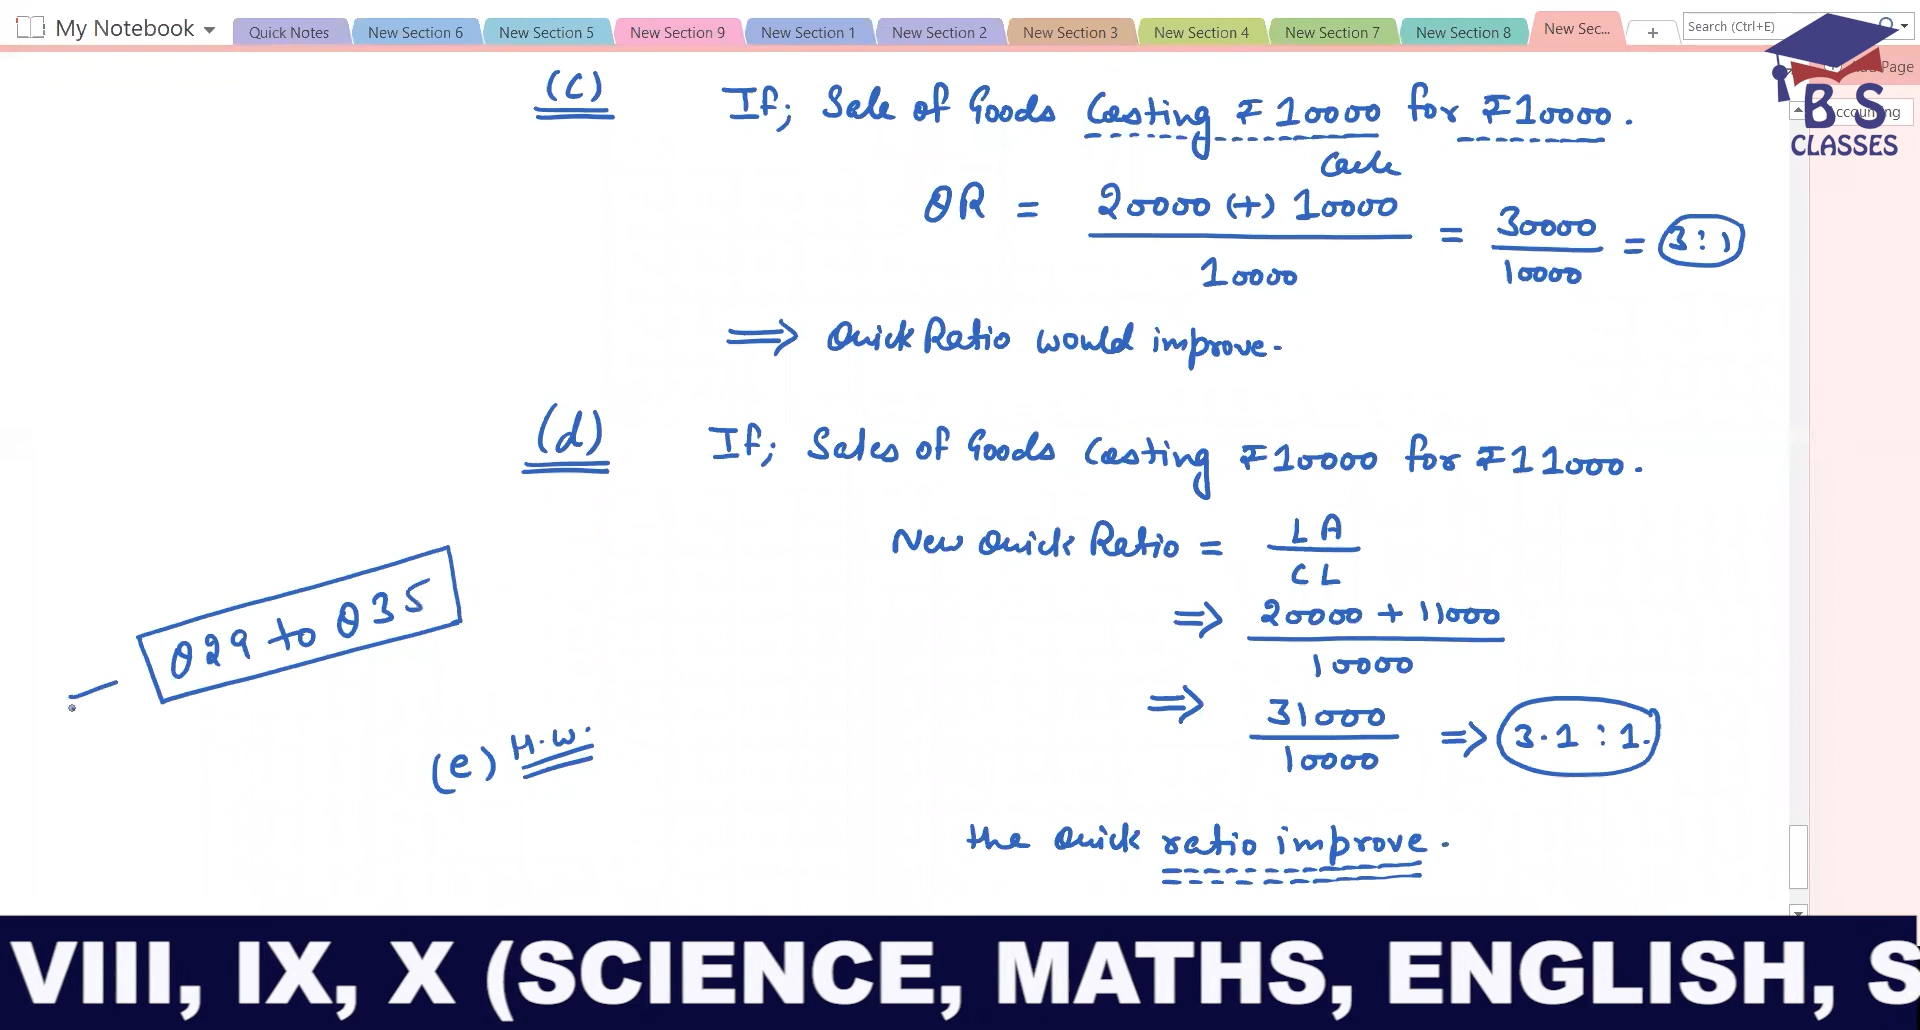 My Notebook
Quick Notes
New Section 6
New Section 5
New Section 9
New Section 1
New Section 2
New Section 3
New Section 4
New Section 7
New Section 8
New Sec...
+
Search (Ctrl+E)
Page
BS
CLASSES
ccounting
(c) If; Sale of Goods Costing ₹10000 for ₹10000.
Cash
QR = 20000 (+) 10000 / 10000 = 30000 / 10000 = 3:1
⇒ Quick Ratio would improve.
(d) If; Sales of Goods Costing ₹10000 for ₹11000.
New Quick Ratio = LA / CL
⇒ 20000 + 11000 / 10000
⇒ 31000 / 10000 ⇒ 3.1 : 1.
the Quick ratio improve.
Q29 to Q35
(e) H.W.
VIII, IX, X (SCIENCE, MATHS, ENGLISH, S